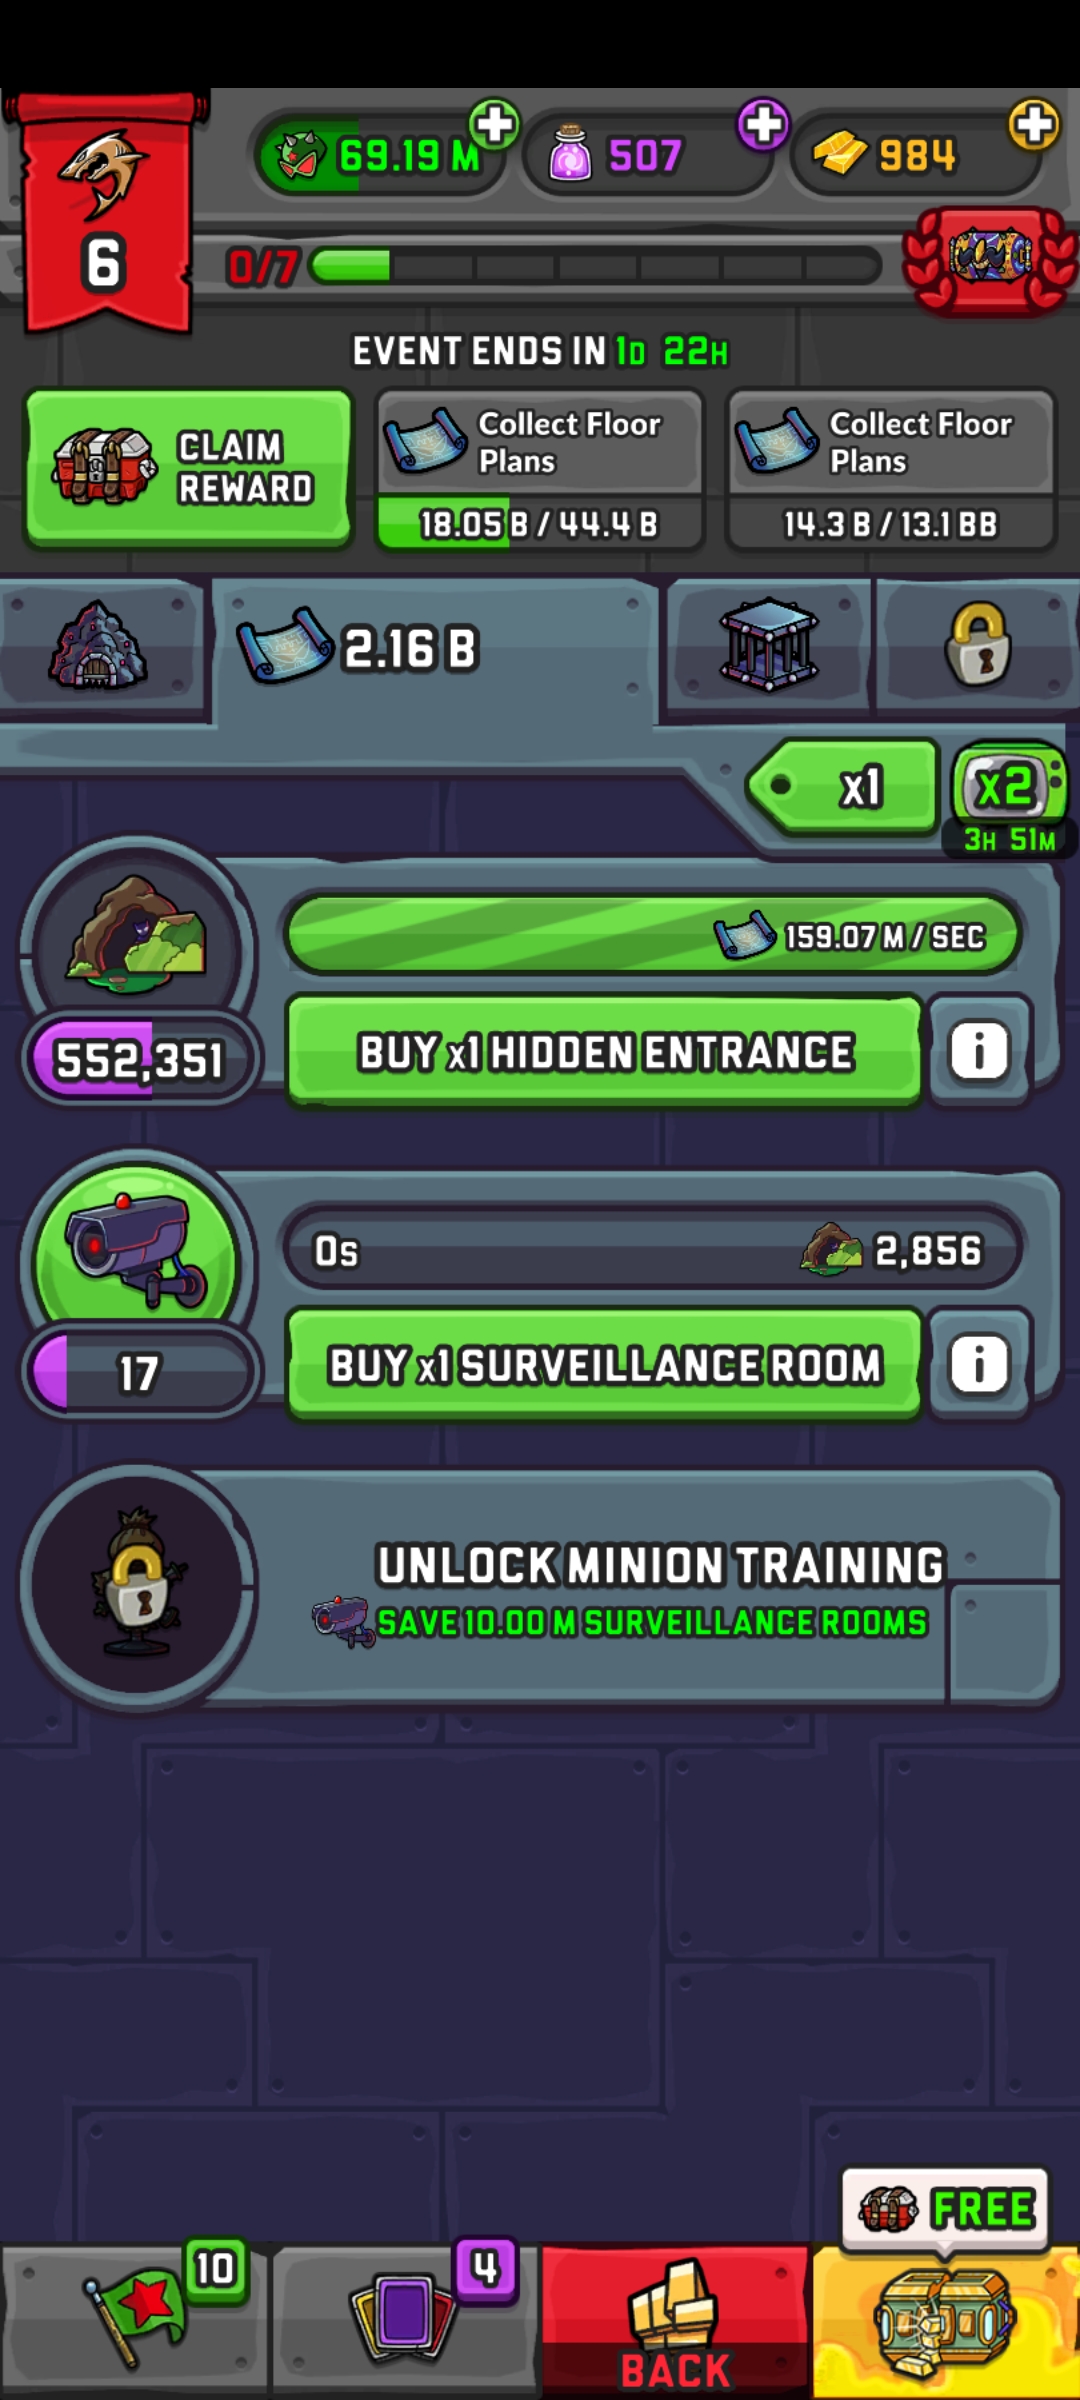 69.19 M
507
984
6
0/7
EVENT ENDS IN 1D 22H
CLAIM
REWARD
Collect Floor
Plans
18.05 B / 44.4 B
Collect Floor
Plans
14.3 B / 13.1 BB
2.16 B
x1
x2
3H 51M
159.07 M / SEC
552,351
BUY x1 HIDDEN ENTRANCE
i
0s
2,856
17
BUY x1 SURVEILLANCE ROOM
i
UNLOCK MINION TRAINING
SAVE 10.00 M SURVEILLANCE ROOMS
FREE
10
4
BACK